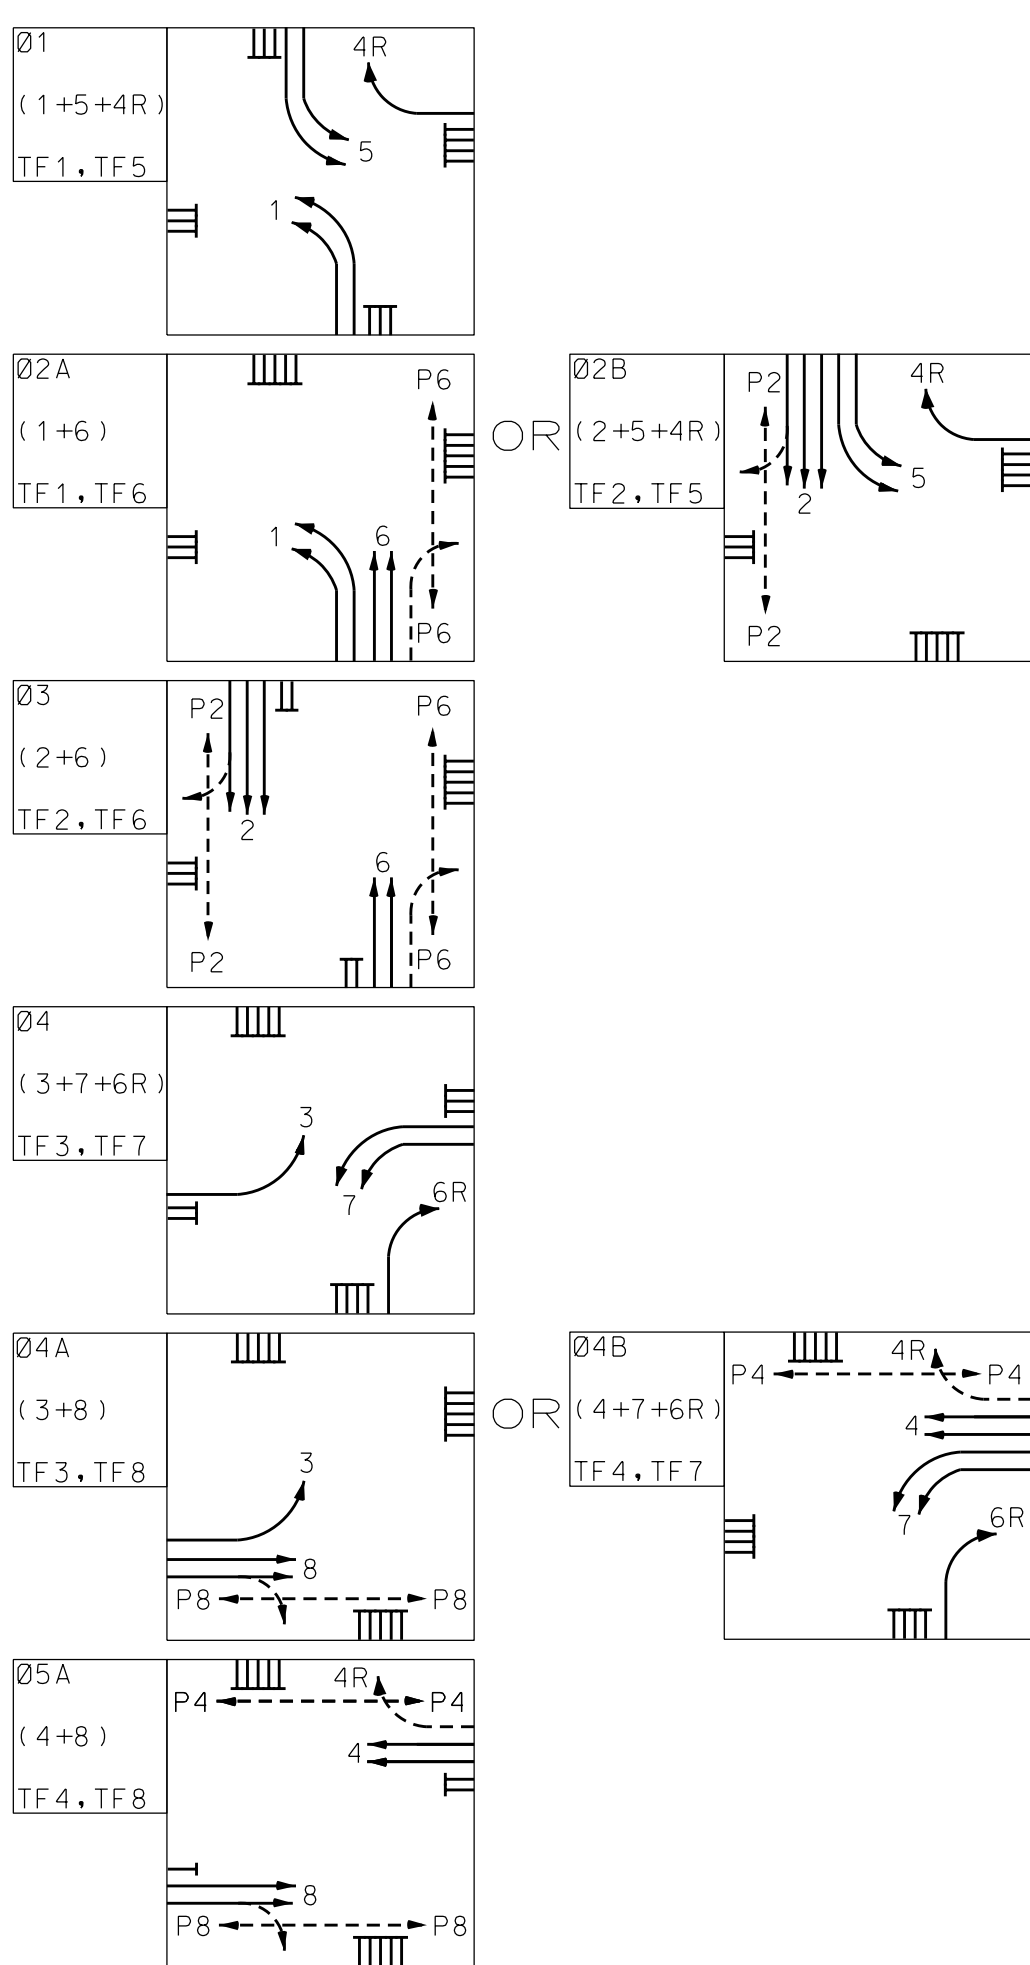 Ø1
(1+5+4R)
TF1,TF5
4R
5
1
Ø2A
(1+6)
TF1,TF6
P6
1
6
P6
OR
Ø2B
(2+5+4R)
TF2,TF5
P2
4R
5
2
P2
Ø3
(2+6)
TF2,TF6
P2
P6
2
6
P2
P6
Ø4
(3+7+6R)
TF3,TF7
3
7
6R
Ø4A
(3+8)
TF3,TF8
3
8
P8
P8
OR
Ø4B
(4+7+6R)
TF4,TF7
4R
P4
P4
4
7
6R
Ø5A
(4+8)
TF4,TF8
4R
P4
P4
4
8
P8
P8